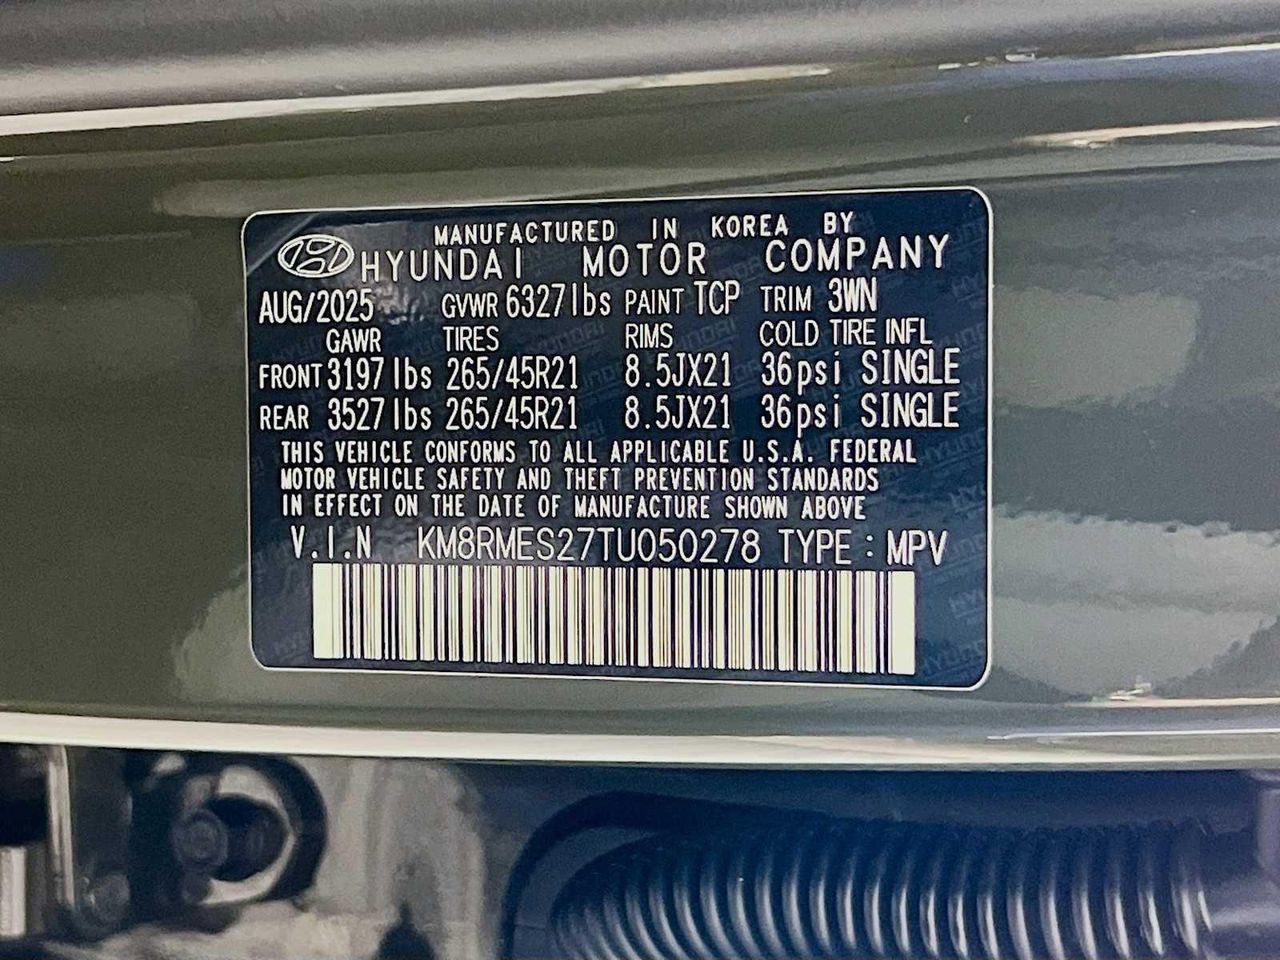 MANUFACTURED IN KOREA BY
HYUNDAI MOTOR COMPANY
AUG/2025 GVWR 6327lbs PAINT TCP TRIM 3WN
GAWR TIRES RIMS COLD TIRE INFL
FRONT 3197lbs 265/45R21 8.5JX21 36psi SINGLE
REAR 3527lbs 265/45R21 8.5JX21 36psi SINGLE
THIS VEHICLE CONFORMS TO ALL APPLICABLE U.S.A. FEDERAL
MOTOR VEHICLE SAFETY AND THEFT PREVENTION STANDARDS
IN EFFECT ON THE DATE OF MANUFACTURE SHOWN ABOVE
V.I.N KM8RMES27TU050278 TYPE : MPV